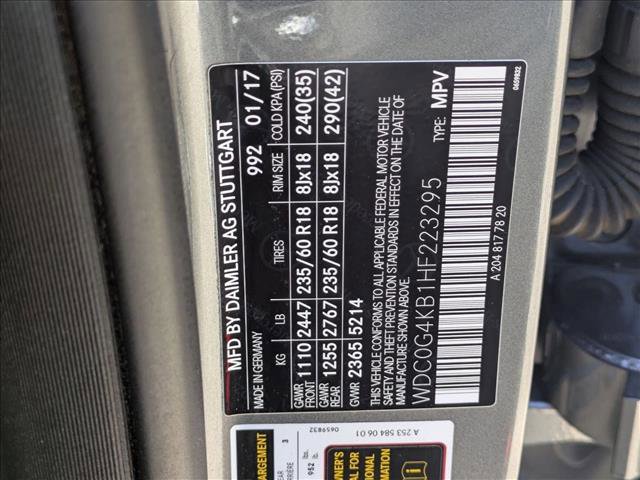 MFD BY DAIMLER AG STUTTGART
MADE IN GERMANY 992 01/17
KG LB TIRES RIM SIZE COLD KPA(PSI)
GAWR FRONT 1110 2447 235/60 R18 8Jx18 240(35)
GAWR REAR 1255 2767 235/60 R18 8Jx18 290(42)
GVWR 2365 5214
THIS VEHICLE CONFORMS TO ALL APPLICABLE FEDERAL MOTOR VEHICLE
SAFETY AND THEFT PREVENTION STANDARDS IN EFFECT ON THE DATE OF
MANUFACTURE SHOWN ABOVE.
TYPE: MPV
WDC0G4KB1HF223295
A 204 817 78 20
0659832
0659832
A 253 584 06 01
3
952